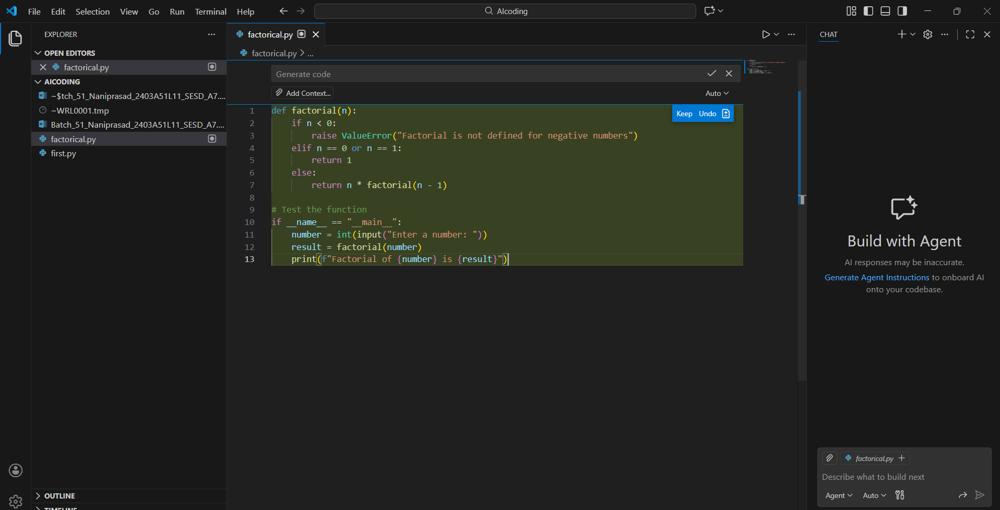 File Edit Selection View Go Run Terminal Help
AIcoding
EXPLORER
OPEN EDITORS
factorical.py
AICODING
~$tch_51_Naniprasad_2403A51L11_SESD_A7....
~WRL0001.tmp
Batch_51_Naniprasad_2403A51L11_SESD_A7....
factorical.py
first.py
OUTLINE
factorical.py
factorical.py > ...
Generate code
Add Context...
Auto
Keep Undo
1 def factorial(n):
2     if n < 0:
3         raise ValueError("Factorial is not defined for negative numbers")
4     elif n == 0 or n == 1:
5         return 1
6     else:
7         return n * factorial(n - 1)
8
9 # Test the function
10 if __name__ == "__main__":
11     number = int(input("Enter a number: "))
12     result = factorial(number)
13     print(f"Factorial of {number} is {result}")
CHAT
Build with Agent
AI responses may be inaccurate.
Generate Agent Instructions to onboard AI
onto your codebase.
factorical.py
Describe what to build next
Agent Auto